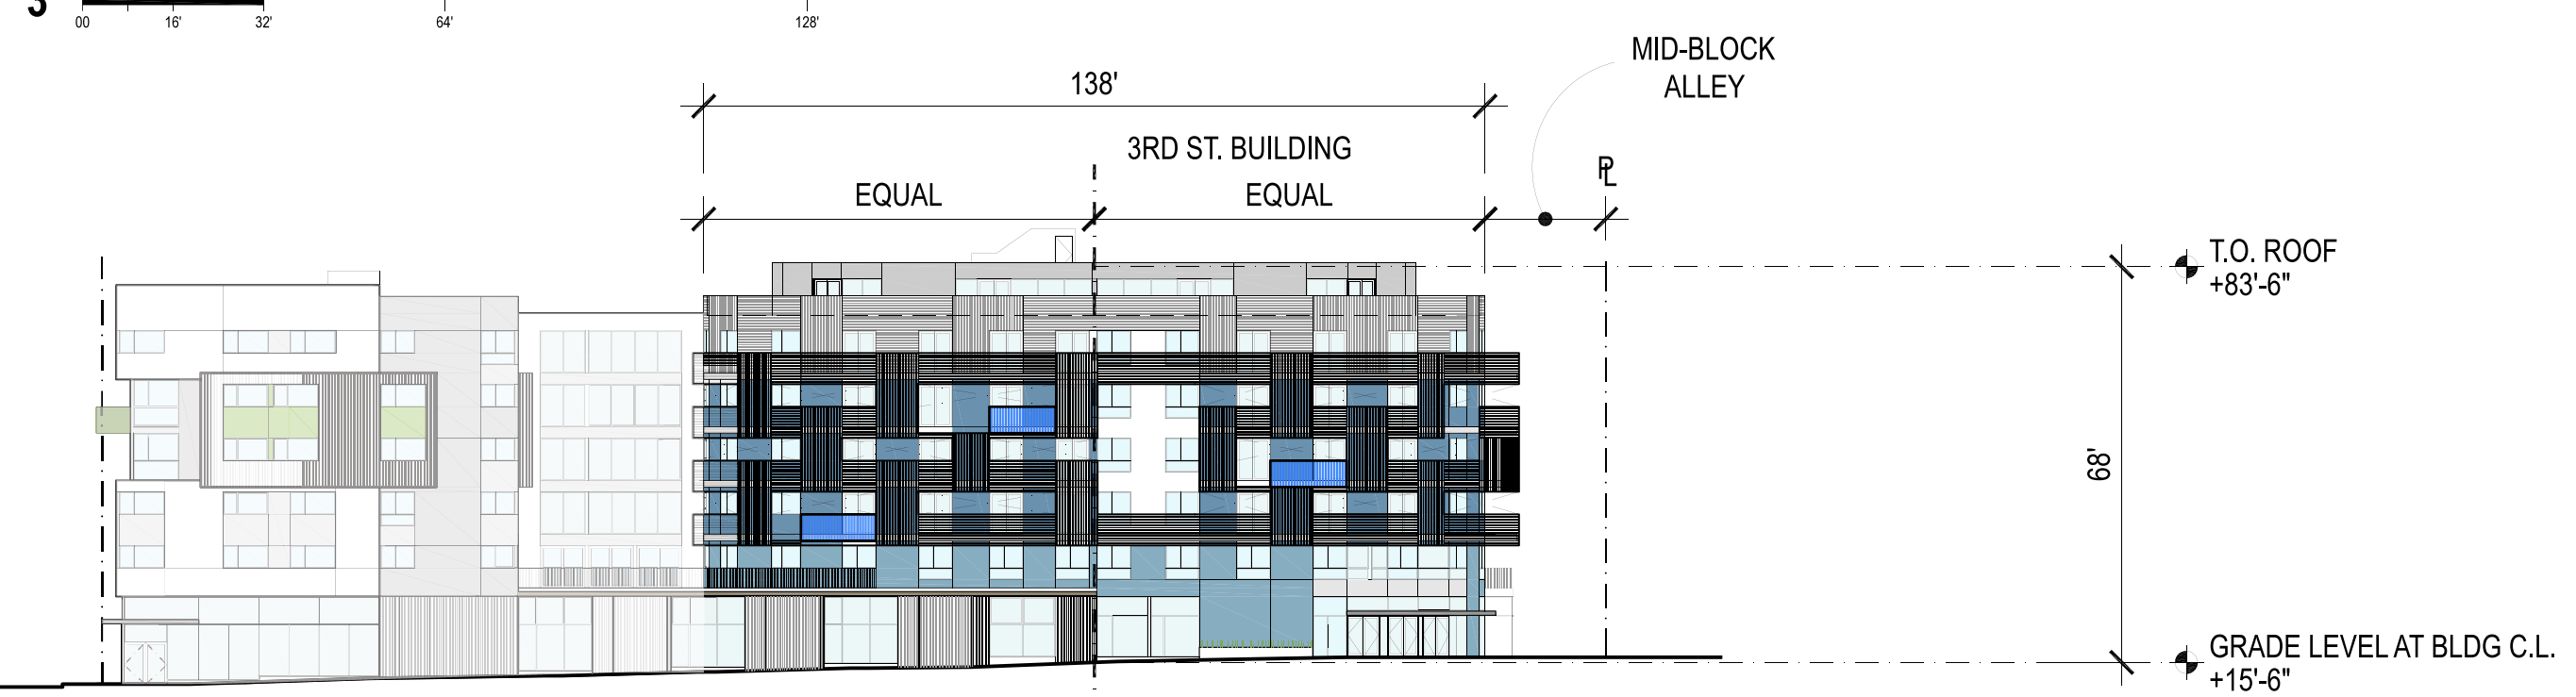 3
00 16' 32' 64' 128'
MID-BLOCK
ALLEY
138'
3RD ST. BUILDING
PL
EQUAL EQUAL
T.O. ROOF
+83'-6"
68'
GRADE LEVEL AT BLDG C.L.
+15'-6"